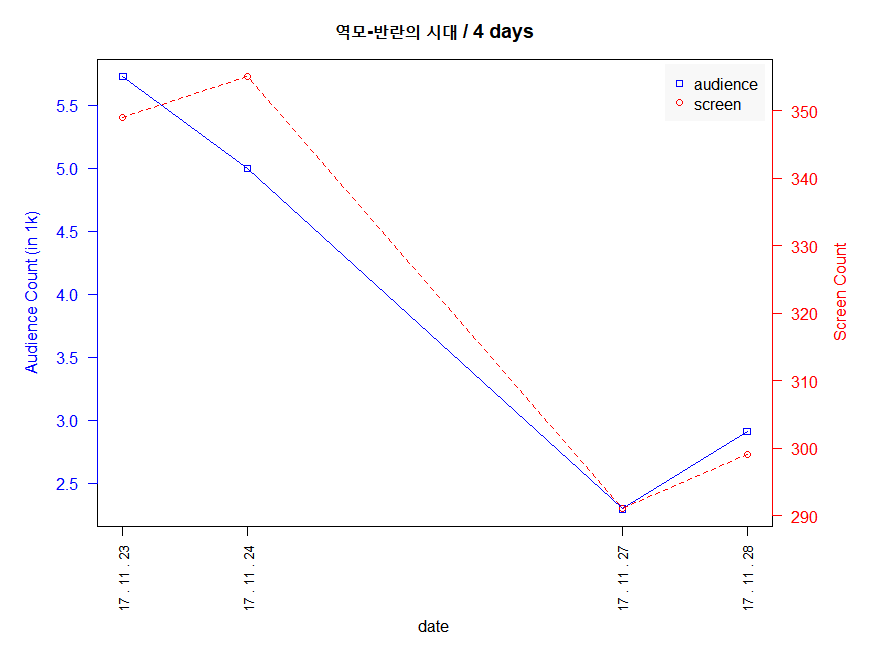 역모-반란의 시대 / 4 days
audience
screen
5.5
5.0
4.5
4.0
3.5
3.0
2.5
Audience Count (in 1k)
350
340
330
320
310
300
290
Screen Count
17 . 11 . 23
17 . 11 . 24
17 . 11 . 27
17 . 11 . 28
date